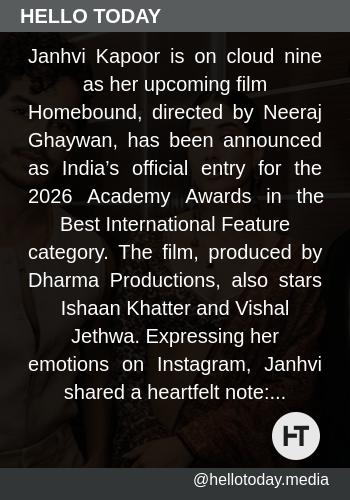 HELLO TODAY
Janhvi Kapoor is on cloud nine
as her upcoming film
Homebound, directed by Neeraj
Ghaywan, has been announced
as India’s official entry for the
2026 Academy Awards in the
Best International Feature
category. The film, produced by
Dharma Productions, also stars
Ishaan Khatter and Vishal
Jethwa. Expressing her
emotions on Instagram, Janhvi
shared a heartfelt note:...
HT
@hellotoday.media